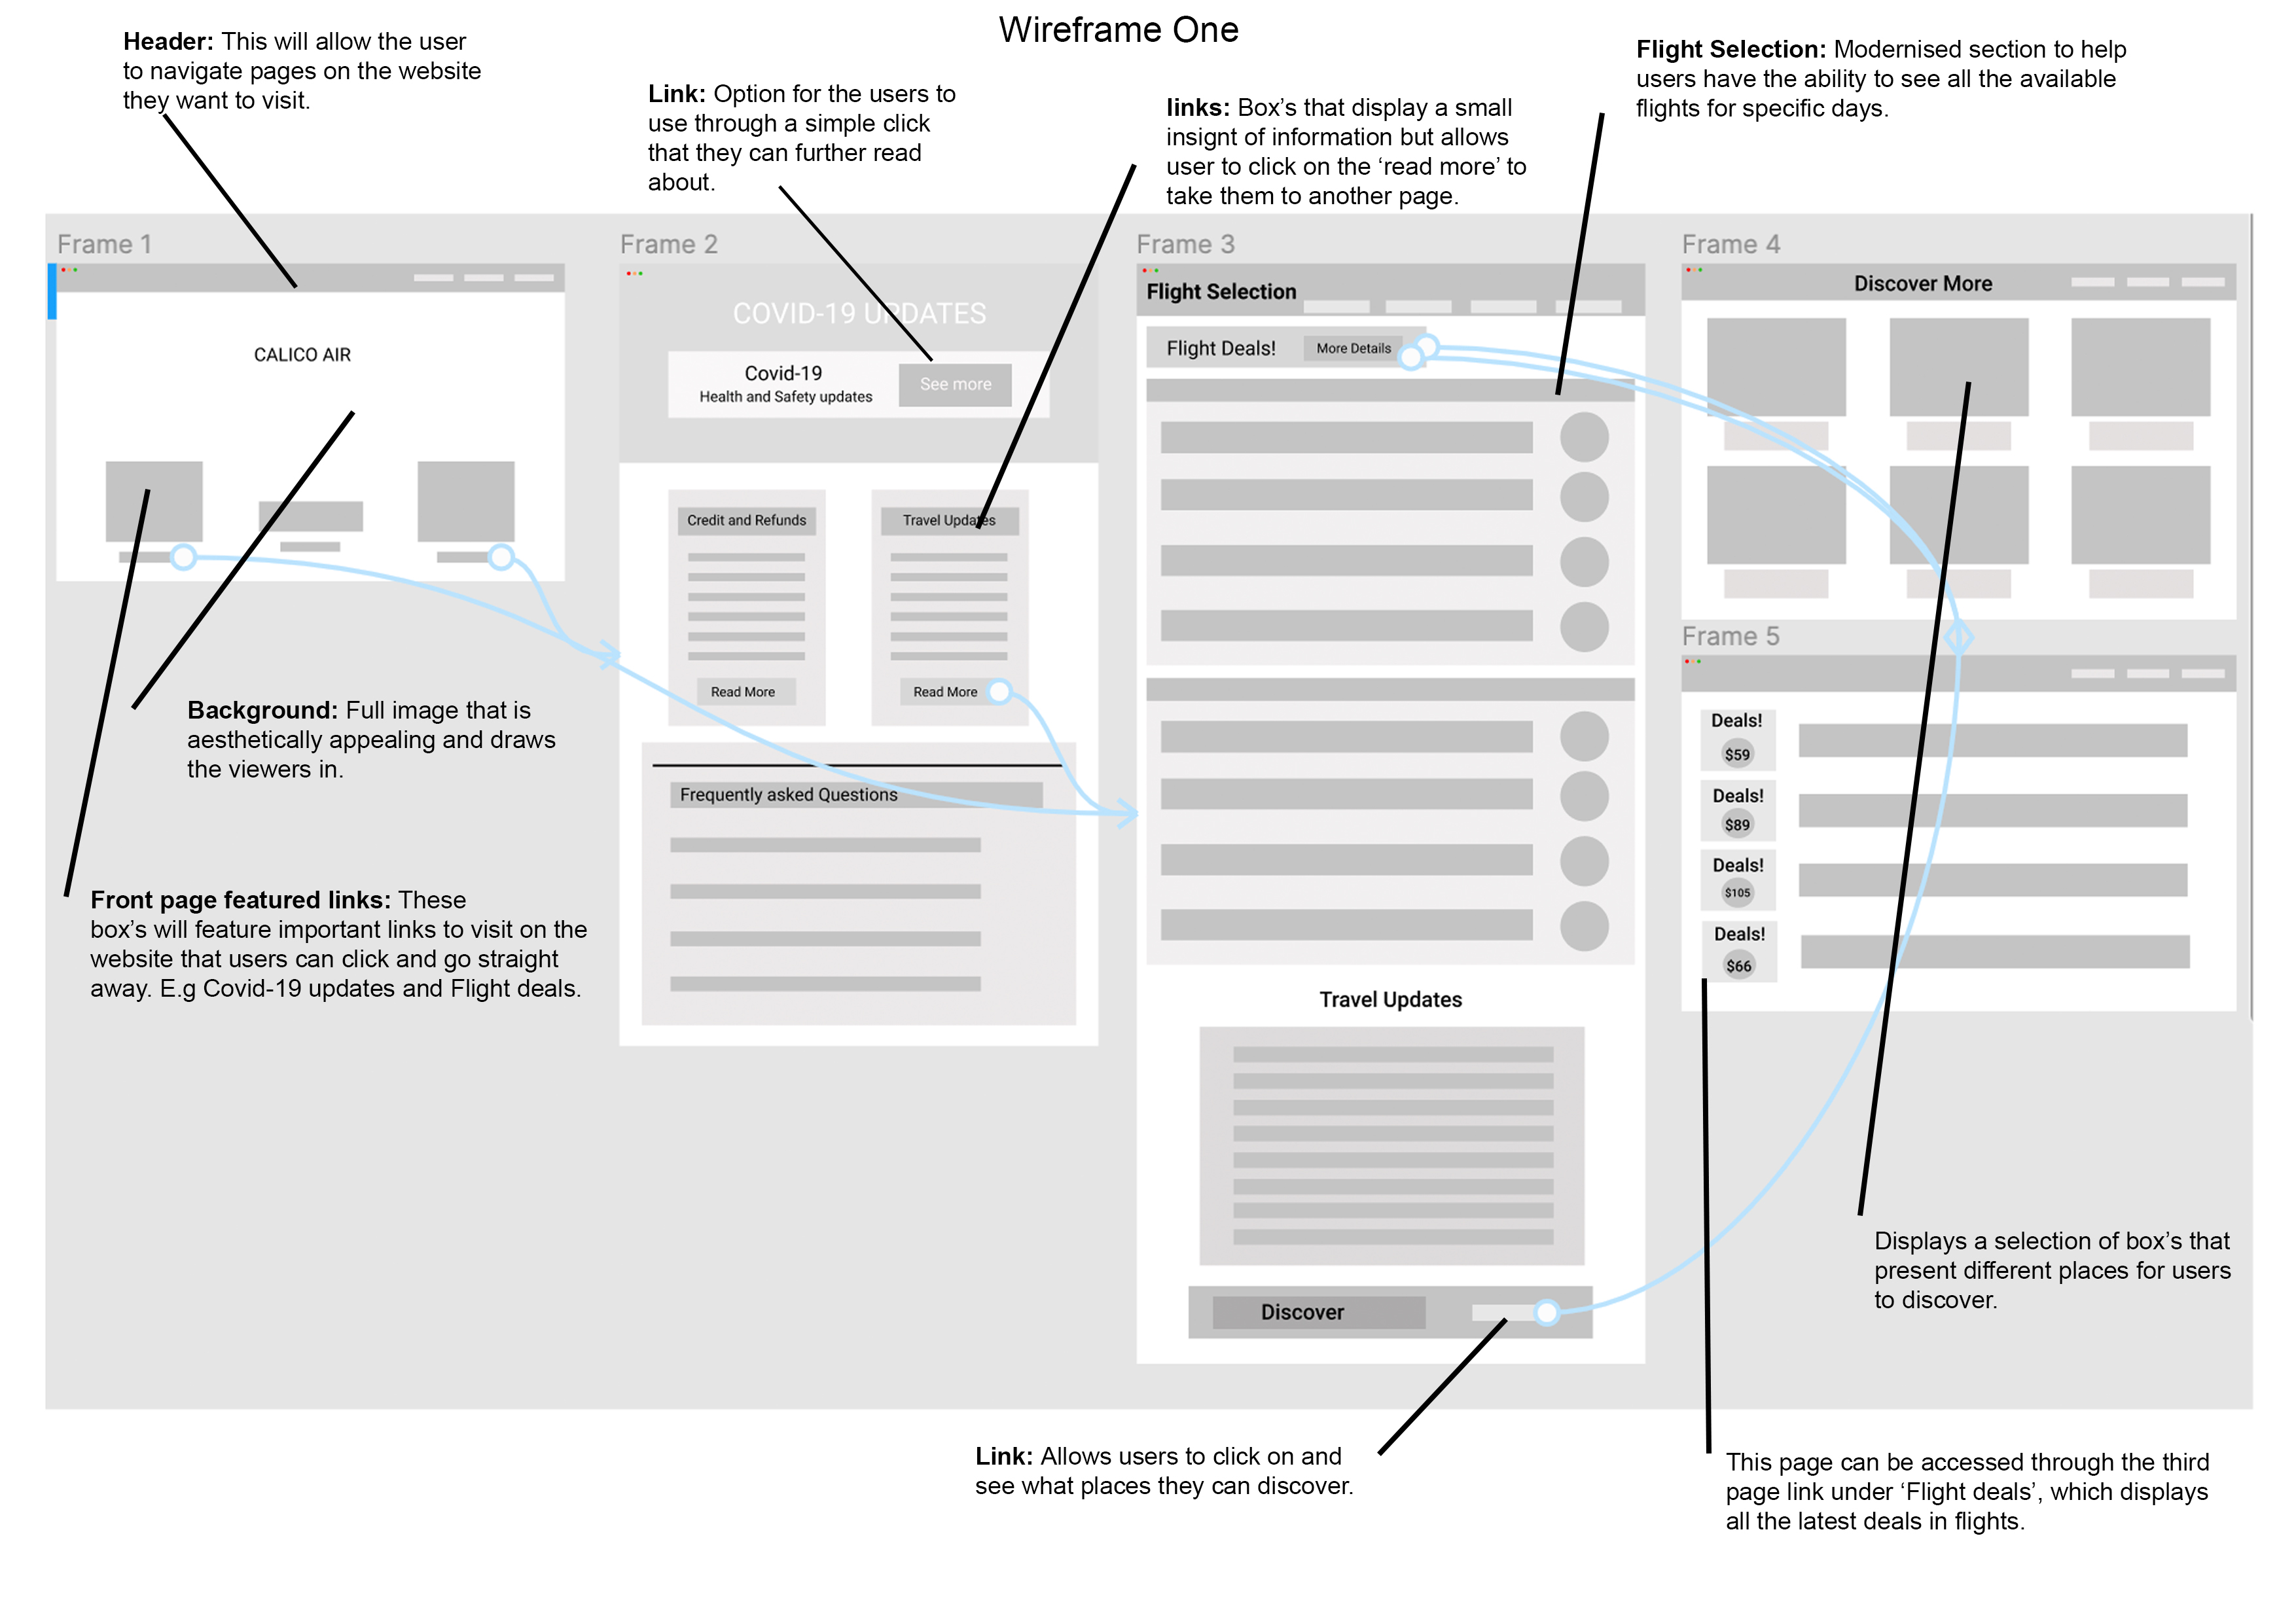 Wireframe One
Header: This will allow the user
to navigate pages on the website
they want to visit.
Link: Option for the users to
use through a simple click
that they can further read
about.
links: Box’s that display a small
insignt of information but allows
user to click on the ‘read more’ to
take them to another page.
Flight Selection: Modernised section to help
users have the ability to see all the available
flights for specific days.
Frame 1
CALICO AIR
Background: Full image that is
aesthetically appealing and draws
the viewers in.
Front page featured links: These
box’s will feature important links to visit on the
website that users can click and go straight
away. E.g Covid-19 updates and Flight deals.
Frame 2
COVID-19 UPDATES
Covid-19
Health and Safety updates
See more
Credit and Refunds
Travel Updates
Read More
Read More
Frequently asked Questions
Frame 3
Flight Selection
Flight Deals!
More Details
Travel Updates
Discover
Link: Allows users to click on and
see what places they can discover.
Frame 4
Discover More
Frame 5
Deals!
$59
Deals!
$89
Deals!
$105
Deals!
$66
Displays a selection of box’s that
present different places for users
to discover.
This page can be accessed through the third
page link under ‘Flight deals’, which displays
all the latest deals in flights.